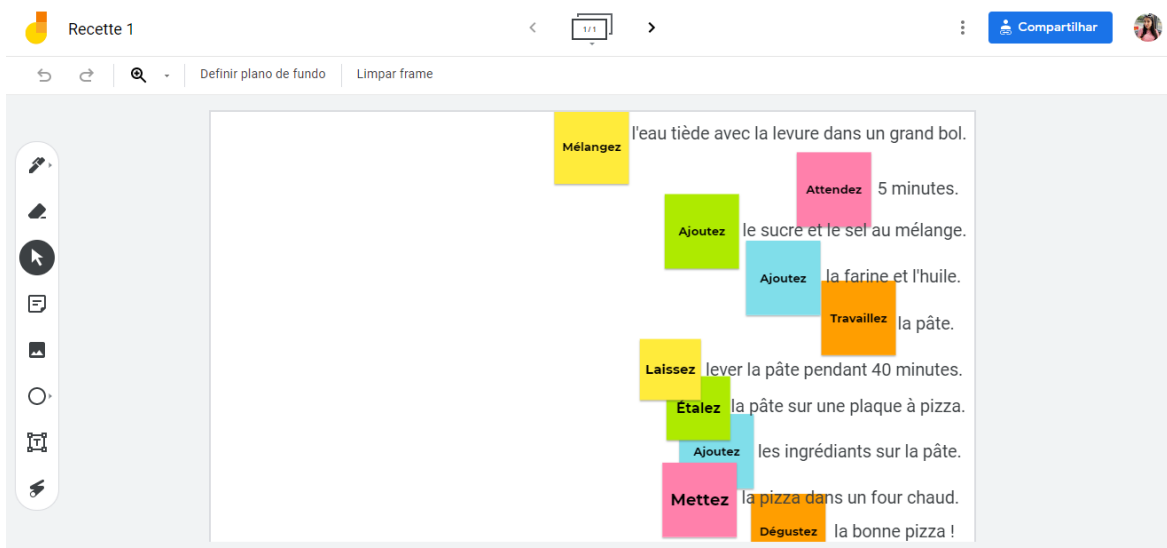 Recette 1
1/1
Compartilhar
Definir plano de fundo
Limpar frame
Mélangez l'eau tiède avec la levure dans un grand bol.
Attendez 5 minutes.
Ajoutez le sucre et le sel au mélange.
Ajoutez la farine et l'huile.
Travaillez la pâte.
Laissez lever la pâte pendant 40 minutes.
Étalez la pâte sur une plaque à pizza.
Ajoutez les ingrédiants sur la pâte.
Mettez la pizza dans un four chaud.
Dégustez la bonne pizza !